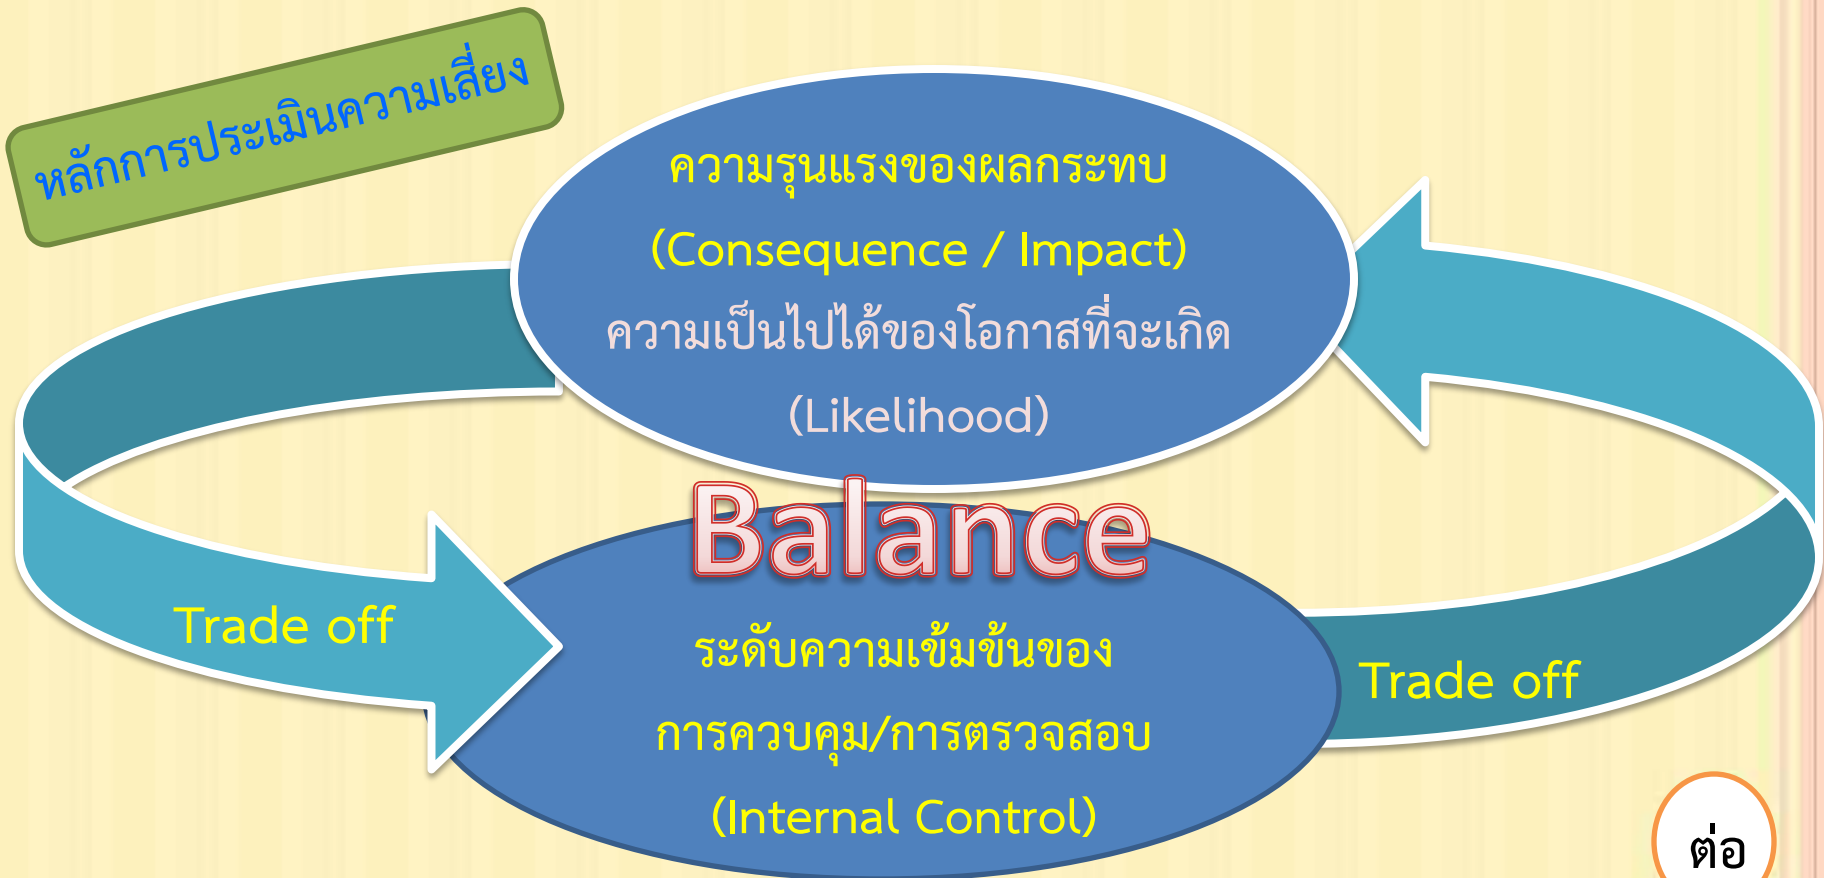 หลักการประเมินความเสี่ยง
ความรุนแรงของผลกระทบ
(Consequence / Impact)
ความเป็นไปได้ของโอกาสที่จะเกิด
(Likelihood)
Balance
Trade off
ระดับความเข้มข้นของ
การควบคุม/การตรวจสอบ
(Internal Control)
Trade off
ต่อ